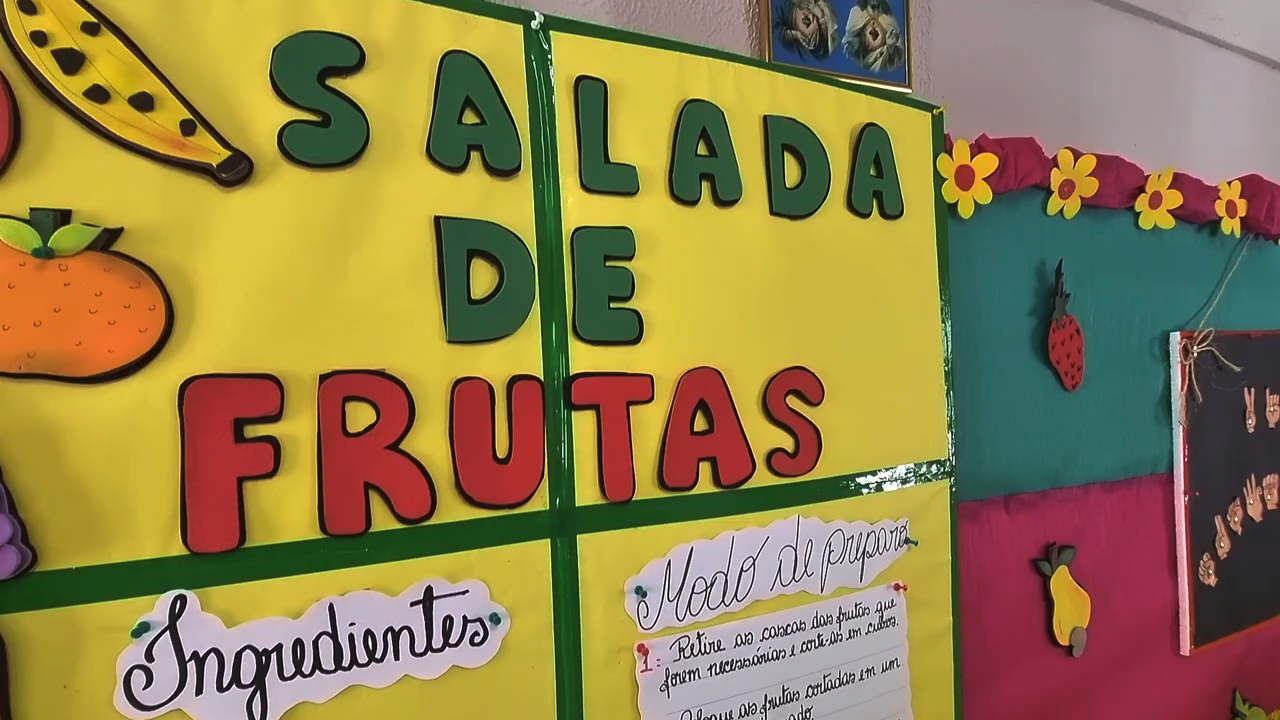 SALADA
DE
FRUTAS
Ingredientes
Modo de preparo
1: Retire as cascas das frutas que
forem necessárias e corte-as em cubos.
as frutas cortadas em um